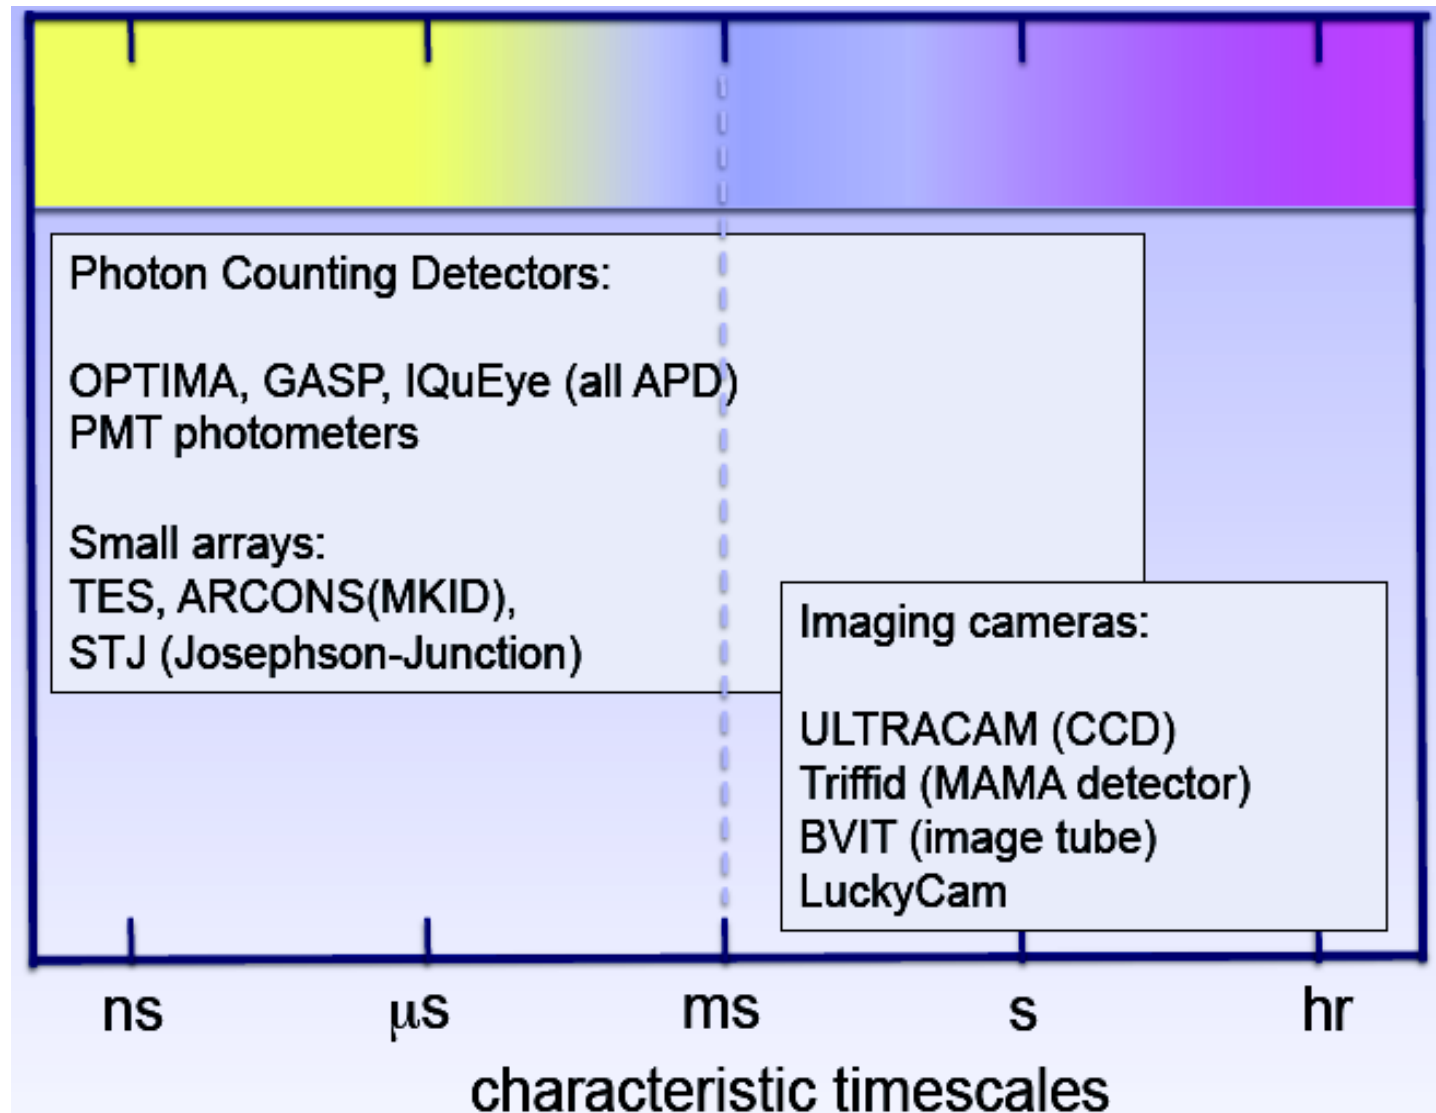 Photon Counting Detectors:
OPTIMA, GASP, IQuEye (all APD)
PMT photometers
Small arrays:
TES, ARCONS(MKID),
STJ (Josephson-Junction)
Imaging cameras:
ULTRACAM (CCD)
Triffid (MAMA detector)
BVIT (image tube)
LuckyCam
ns μs ms s hr
characteristic timescales